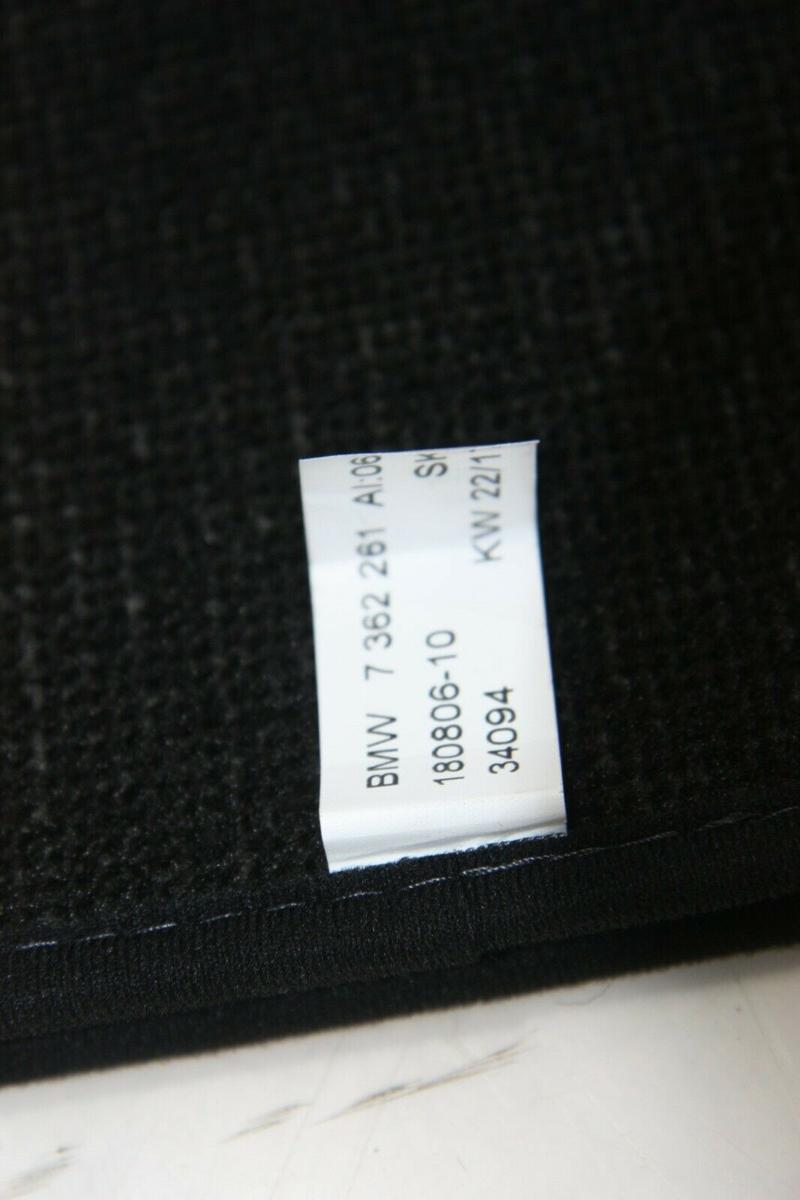 BMW 7 362 261 AI:06
180806-10 SK
34094 KW 22/1